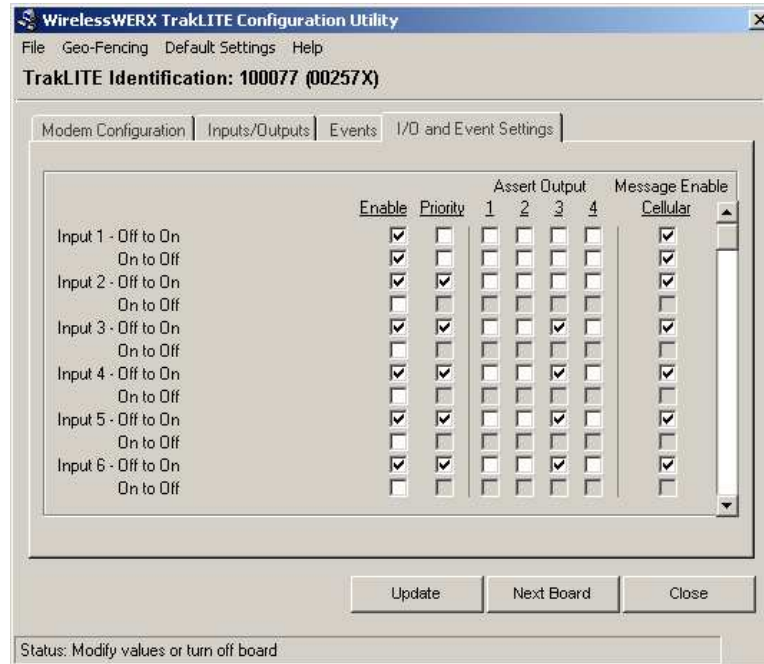 WirelessWERX TrakLITE Configuration Utility
File Geo-Fencing Default Settings Help
TrakLITE Identification: 100077 (00257X)
Modem Configuration Inputs/Outputs Events I/O and Event Settings
Assert Output Message Enable
Enable Priority 1 2 3 4 Cellular
Input 1 - Off to On
On to Off
Input 2 - Off to On
On to Off
Input 3 - Off to On
On to Off
Input 4 - Off to On
On to Off
Input 5 - Off to On
On to Off
Input 6 - Off to On
On to Off
Update Next Board Close
Status: Modify values or turn off board